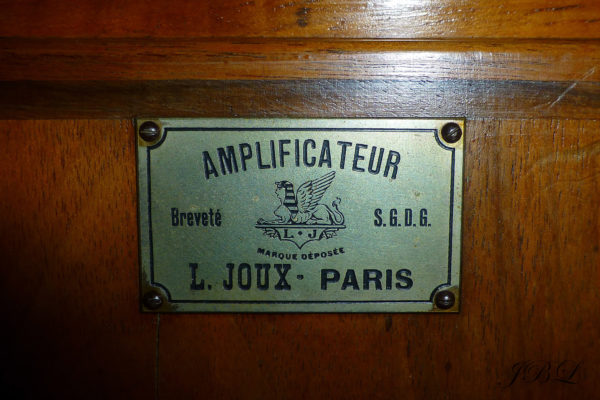 AMPLIFICATEUR
Breveté S.G.D.G.
L • J
MARQUE DÉPOSÉE
L. JOUX - PARIS
JBL